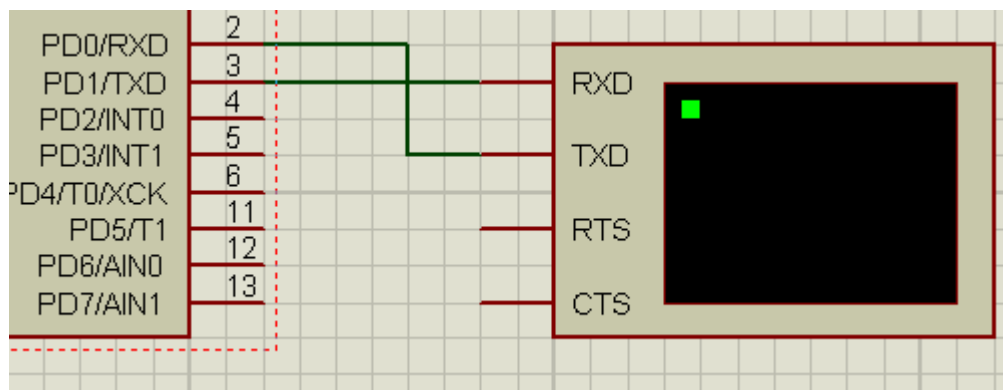 PD0/RXD 2
PD1/TXD 3
PD2/INT0 4
PD3/INT1 5
PD4/T0/XCK 6
PD5/T1 11
PD6/AIN0 12
PD7/AIN1 13
RXD
TXD
RTS
CTS